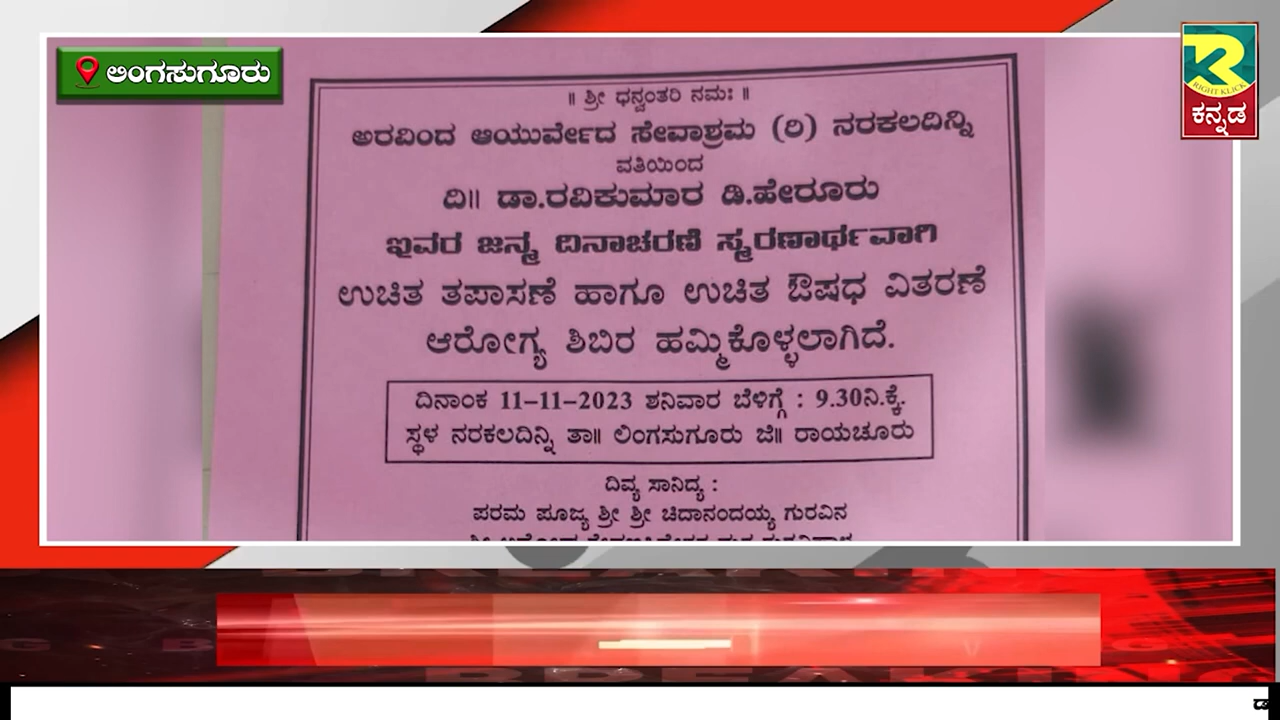 ಲಿಂಗಸುಗೂರು
RIGHT KLICK
ಕನ್ನಡ
॥ ಶ್ರೀ ಧನ್ವಂತರಿ ನಮಃ ॥
ಅರವಿಂದ ಆಯುರ್ವೇದ ಸೇವಾಶ್ರಮ (ರಿ) ನರಕಲದಿನ್ನಿ
ವತಿಯಿಂದ
ದಿ॥ ಡಾ.ರವಿಕುಮಾರ ಡಿ.ಹೇರೂರು
ಇವರ ಜನ್ಮ ದಿನಾಚರಣೆ ಸ್ಮರಣಾರ್ಥವಾಗಿ
ಉಚಿತ ತಪಾಸಣೆ ಹಾಗೂ ಉಚಿತ ಔಷಧ ವಿತರಣೆ
ಆರೋಗ್ಯ ಶಿಬಿರ ಹಮ್ಮಿಕೊಳ್ಳಲಾಗಿದೆ.
ದಿನಾಂಕ 11-11-2023 ಶನಿವಾರ ಬೆಳಿಗ್ಗೆ : 9.30ನಿ.ಕ್ಕೆ.
ಸ್ಥಳ ನರಕಲದಿನ್ನಿ ತಾ॥ ಲಿಂಗಸುಗೂರು ಜಿ॥ ರಾಯಚೂರು
ದಿವ್ಯ ಸಾನಿದ್ಯ :
ಪರಮ ಪೂಜ್ಯ ಶ್ರೀ ಶ್ರೀ ಚಿದಾನಂದಯ್ಯ ಗುರುವಿನ